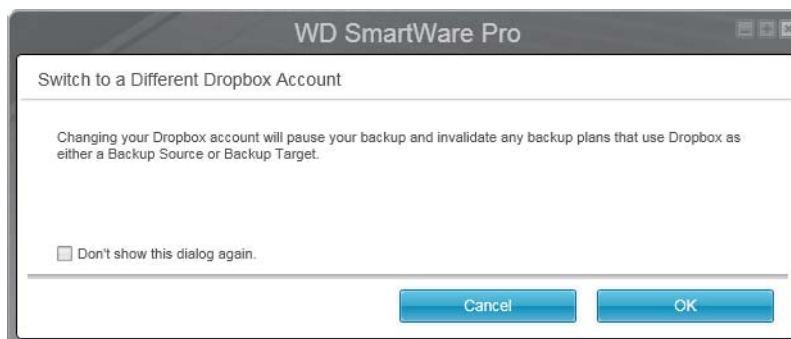 WD SmartWare Pro
Switch to a Different Dropbox Account
Changing your Dropbox account will pause your backup and invalidate any backup plans that use Dropbox as
either a Backup Source or Backup Target.
Don't show this dialog again.
Cancel
OK